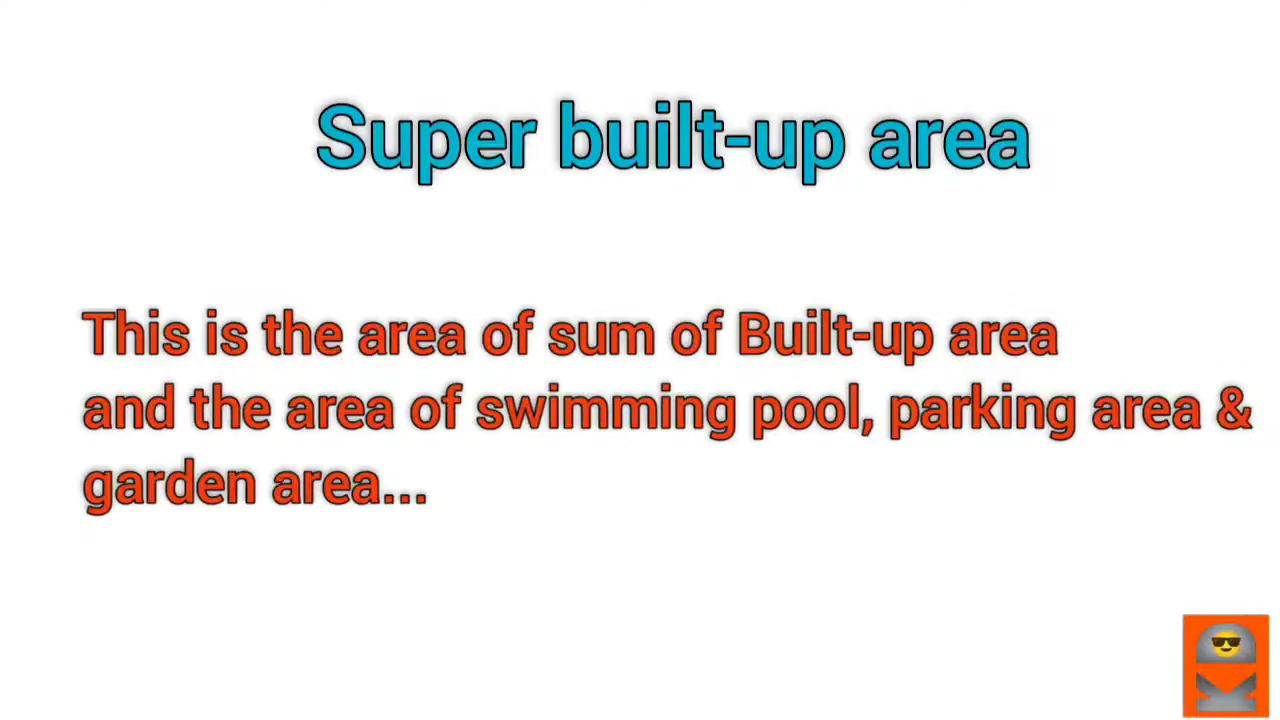 Super built-up area
This is the area of sum of Built-up area
and the area of swimming pool, parking area &
garden area...